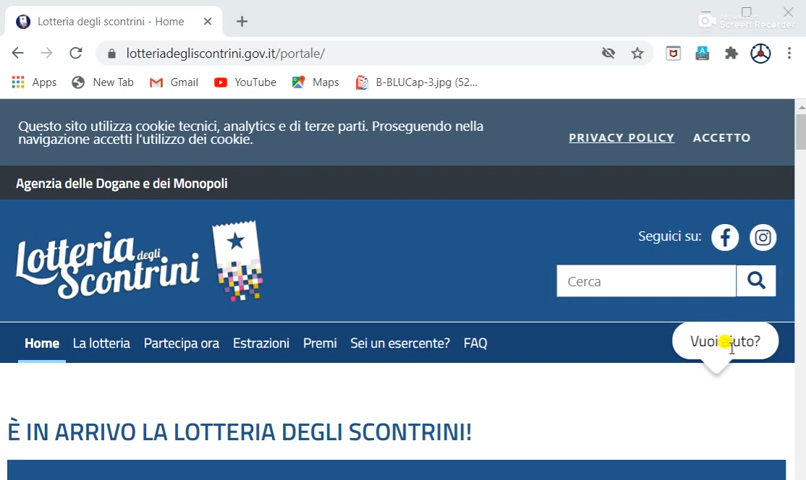 Lotteria degli scontrini - Home
SCREEN RECORDER
lotteriadegliscontrini.gov.it/portale/
Apps New Tab Gmail YouTube Maps B-BLUCap-3.jpg (52...
Questo sito utilizza cookie tecnici, analytics e di terze parti. Proseguendo nella
navigazione accetti l'utilizzo dei cookie.
PRIVACY POLICY ACCETTO
Agenzia delle Dogane e dei Monopoli
Lotteria degli
Scontrini
Seguici su:
Cerca
Home La lotteria Partecipa ora Estrazioni Premi Sei un esercente? FAQ
Vuoi aiuto?
È IN ARRIVO LA LOTTERIA DEGLI SCONTRINI!